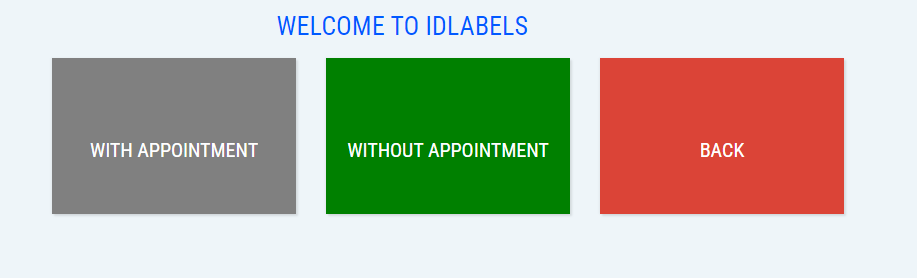 WELCOME TO IDLABELS
WITH APPOINTMENT
WITHOUT APPOINTMENT
BACK